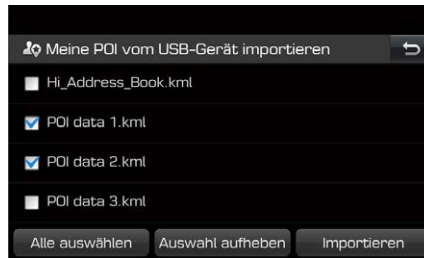 Meine POI vom USB-Gerät importieren
Hi_Address_Book.kml
POI data 1.kml
POI data 2.kml
POI data 3.kml
Alle auswählen Auswahl aufheben Importieren